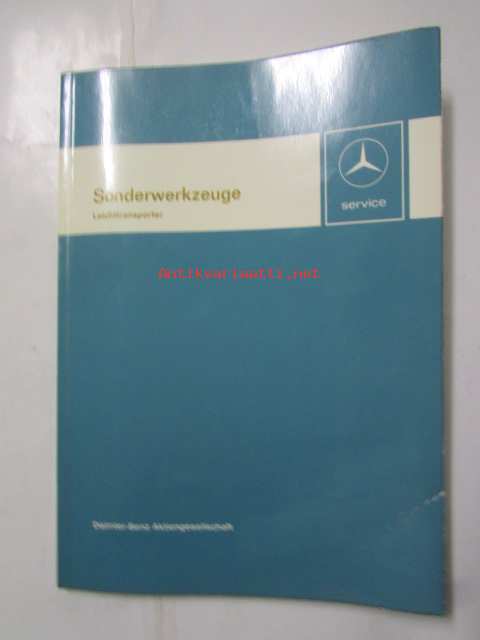 Sonderwerkzeuge
Leichttransporter
service
Antikvariaatti.net
Daimler-Benz Aktiengesellschaft